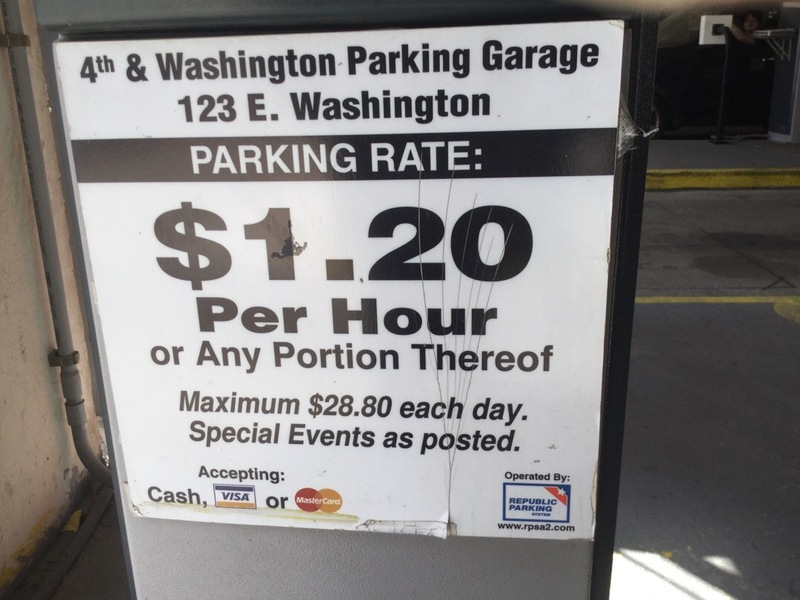 4th & Washington Parking Garage
123 E. Washington
PARKING RATE:
$1.20
Per Hour
or Any Portion Thereof
Maximum $28.80 each day.
Special Events as posted.
Accepting:
Cash, VISA or MasterCard
Operated By:
REPUBLIC
PARKING
SYSTEM
www.rpsa2.com